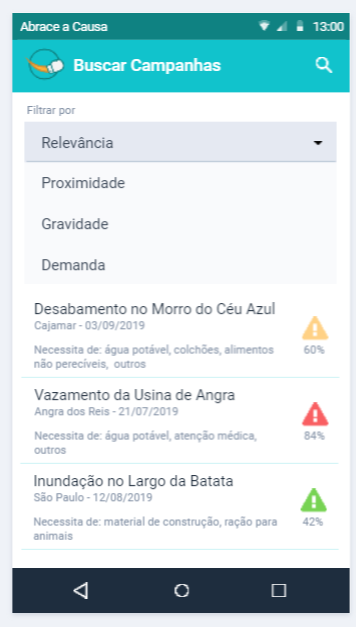 Abrace a Causa 13:00
Buscar Campanhas
Filtrar por
Relevância
Proximidade
Gravidade
Demanda
Desabamento no Morro do Céu Azul
Cajamar - 03/09/2019
Necessita de: água potável, colchões, alimentos
não perecíveis, outros
60%
Vazamento da Usina de Angra
Angra dos Reis - 21/07/2019
Necessita de: água potável, atenção médica,
outros
84%
Inundação no Largo da Batata
São Paulo - 12/08/2019
Necessita de: material de construção, ração para
animais
42%